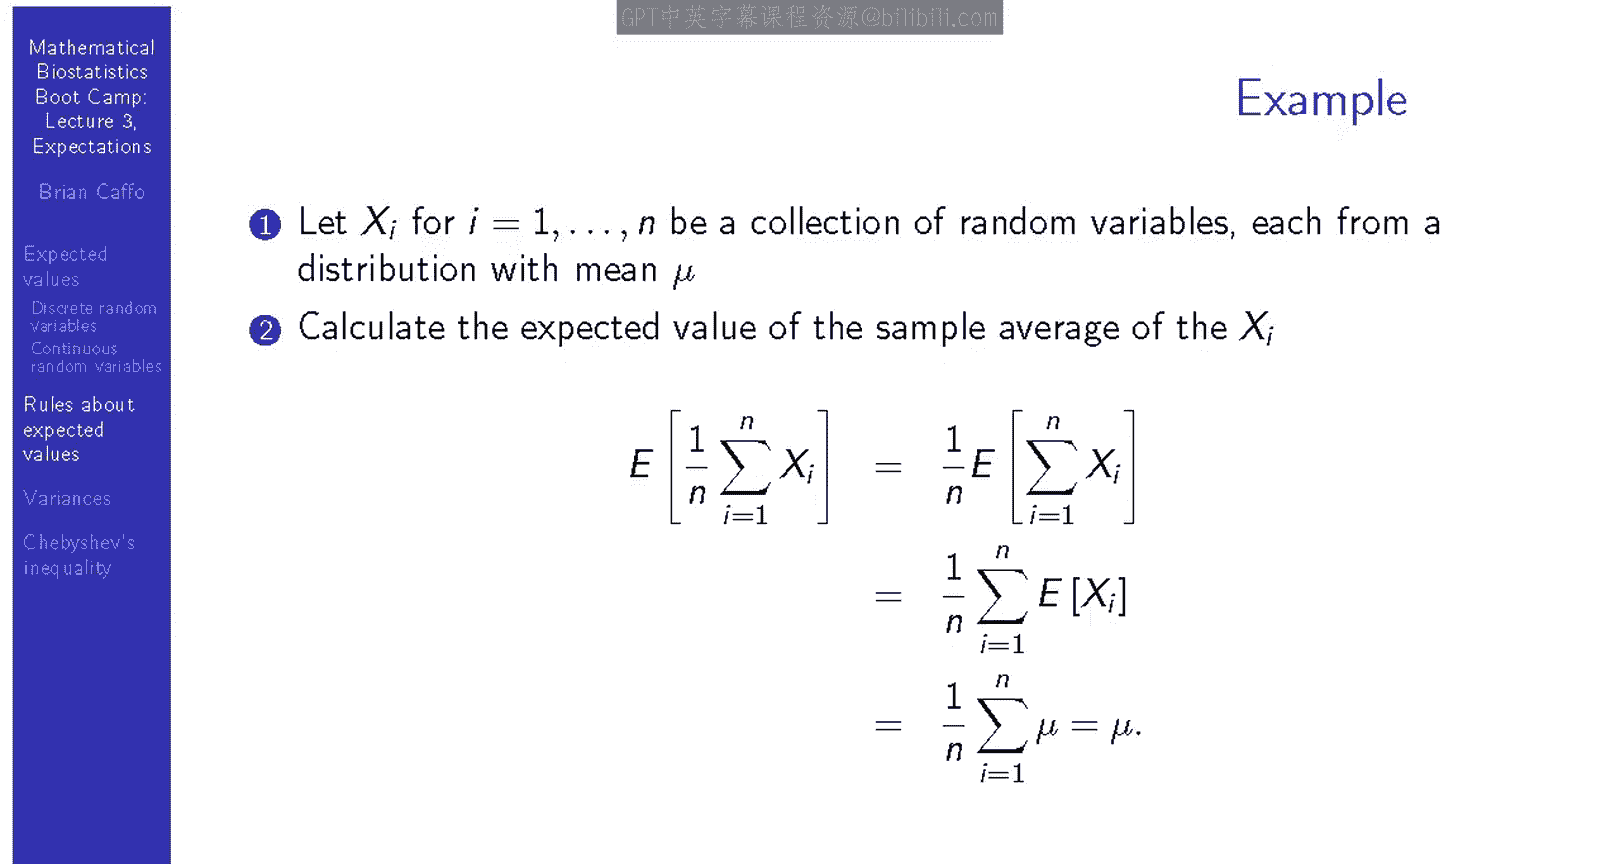 GPT中英字幕课程资源@bilibili.com
Mathematical
Biostatistics
Boot Camp:
Lecture 3,
Expectations
Brian Caffo
Expected
values
Discrete random
variables
Continuous
random variables
Rules about
expected
values
Variances
Chebyshev's
inequality
Example
1 Let X_i for i = 1, . . . , n be a collection of random variables, each from a
distribution with mean μ
2 Calculate the expected value of the sample average of the X_i
E [ 1/n ∑_{i=1}^{n} X_i ] = 1/n E [ ∑_{i=1}^{n} X_i ]
= 1/n ∑_{i=1}^{n} E [X_i]
= 1/n ∑_{i=1}^{n} μ = μ.